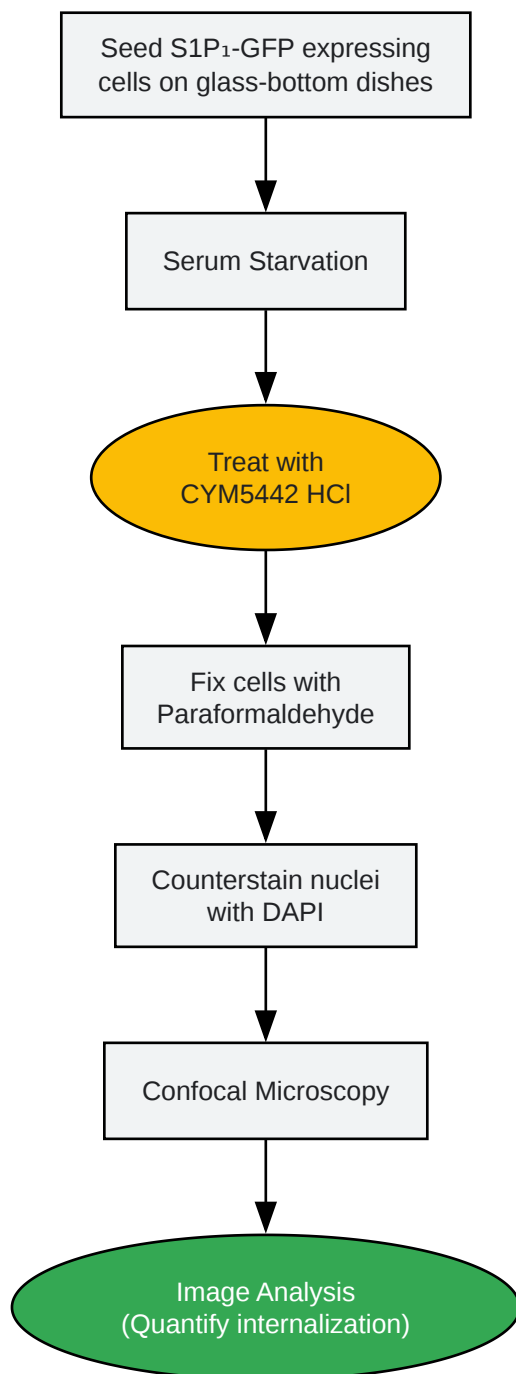 Seed S1P₁-GFP expressing
cells on glass-bottom dishes
Serum Starvation
Treat with
CYM5442 HCl
Fix cells with
Paraformaldehyde
Counterstain nuclei
with DAPI
Confocal Microscopy
Image Analysis
(Quantify internalization)